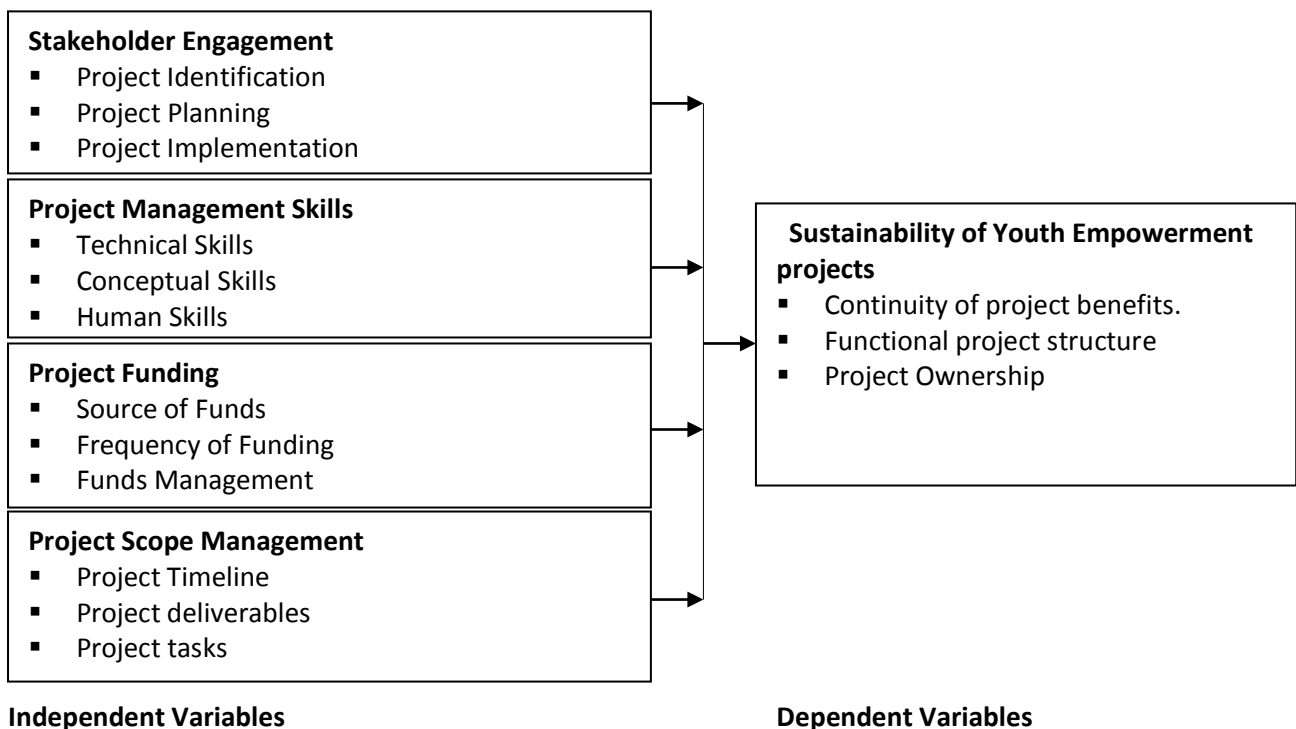 Stakeholder Engagement
▪ Project Identification
▪ Project Planning
▪ Project Implementation
Project Management Skills
▪ Technical Skills
▪ Conceptual Skills
▪ Human Skills
Project Funding
▪ Source of Funds
▪ Frequency of Funding
▪ Funds Management
Project Scope Management
▪ Project Timeline
▪ Project deliverables
▪ Project tasks
Sustainability of Youth Empowerment
projects
▪ Continuity of project benefits.
▪ Functional project structure
▪ Project Ownership
Independent Variables
Dependent Variables